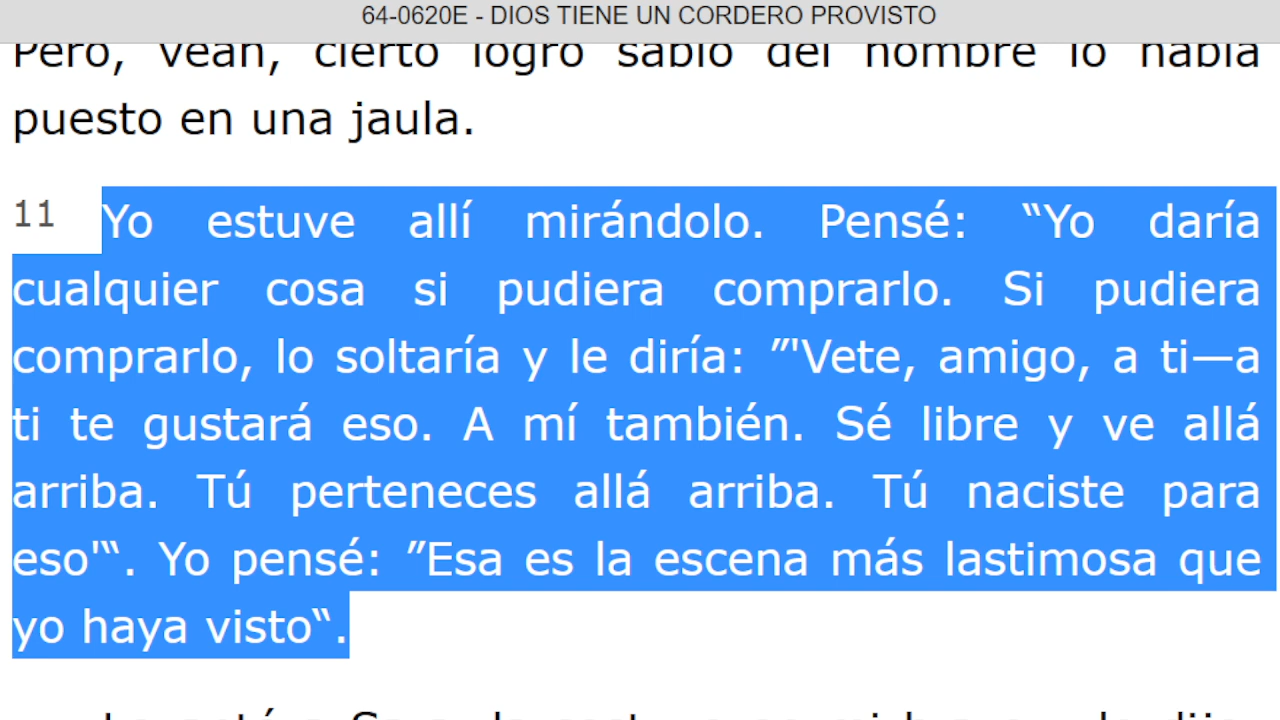 64-0620E - DIOS TIENE UN CORDERO PROVISTO
Pero, vean, cierto logro sabio del hombre lo había
puesto en una jaula.
11 Yo estuve allí mirándolo. Pensé: “Yo daría
cualquier cosa si pudiera comprarlo. Si pudiera
comprarlo, lo soltaría y le diría: ”'Vete, amigo, a ti—a
ti te gustará eso. A mí también. Sé libre y ve allá
arriba. Tú perteneces allá arriba. Tú naciste para
eso'“. Yo pensé: ”Esa es la escena más lastimosa que
yo haya visto“.